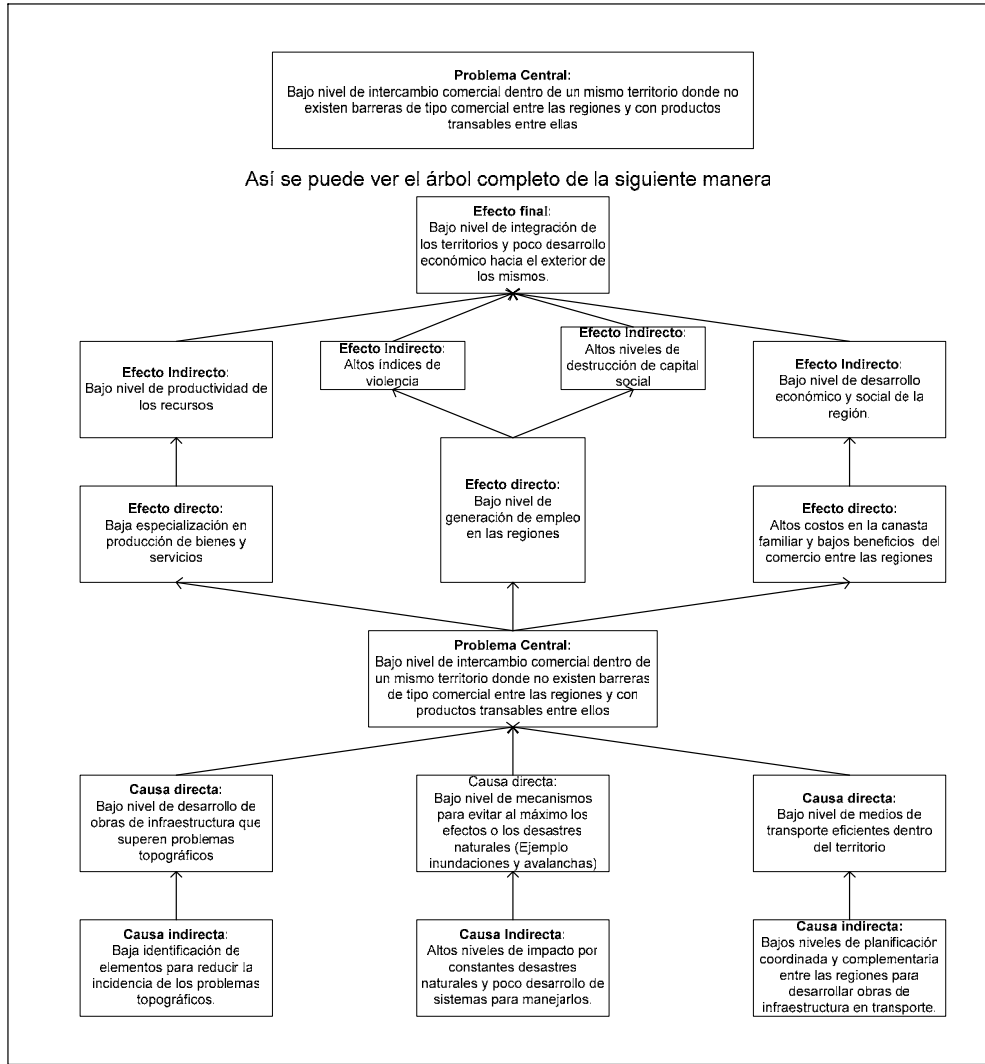 Problema Central:
Bajo nivel de intercambio comercial dentro de un mismo territorio donde no
existen barreras de tipo comercial entre las regiones y con productos
transables entre ellas
Así se puede ver el árbol completo de la siguiente manera
Efecto final:
Bajo nivel de integración de
los territorios y poco desarrollo
económico hacia el exterior de
los mismos.
Efecto Indirecto:
Bajo nivel de productividad de
los recursos
Efecto Indirecto:
Altos índices de
violencia
Efecto Indirecto:
Altos niveles de
destrucción de capital
social
Efecto Indirecto:
Bajo nivel de desarrollo
económico y social de la
región.
Efecto directo:
Baja especialización en
producción de bienes y
servicios
Efecto directo:
Bajo nivel de
generación de empleo
en las regiones
Efecto directo:
Altos costos en la canasta
familiar y bajos beneficios del
comercio entre las regiones
Problema Central:
Bajo nivel de intercambio comercial dentro de
un mismo territorio donde no existen barreras
de tipo comercial entre las regiones y con
productos transables entre ellos
Causa directa:
Bajo nivel de desarrollo de
obras de infraestructura que
superen problemas
topográficos
Causa directa:
Bajo nivel de mecanismos
para evitar al máximo los
efectos o los desastres
naturales (Ejemplo
inundaciones y avalanchas)
Causa directa:
Bajo nivel de medios de
transporte eficientes dentro
del territorio
Causa indirecta:
Baja identificación de
elementos para reducir la
incidencia de los problemas
topográficos.
Causa Indirecta:
Altos niveles de impacto por
constantes desastres
naturales y poco desarrollo de
sistemas para manejarlos.
Causa indirecta:
Bajos niveles de planificación
coordinada y complementaria
entre las regiones para
desarrollar obras de
infraestructura en transporte.